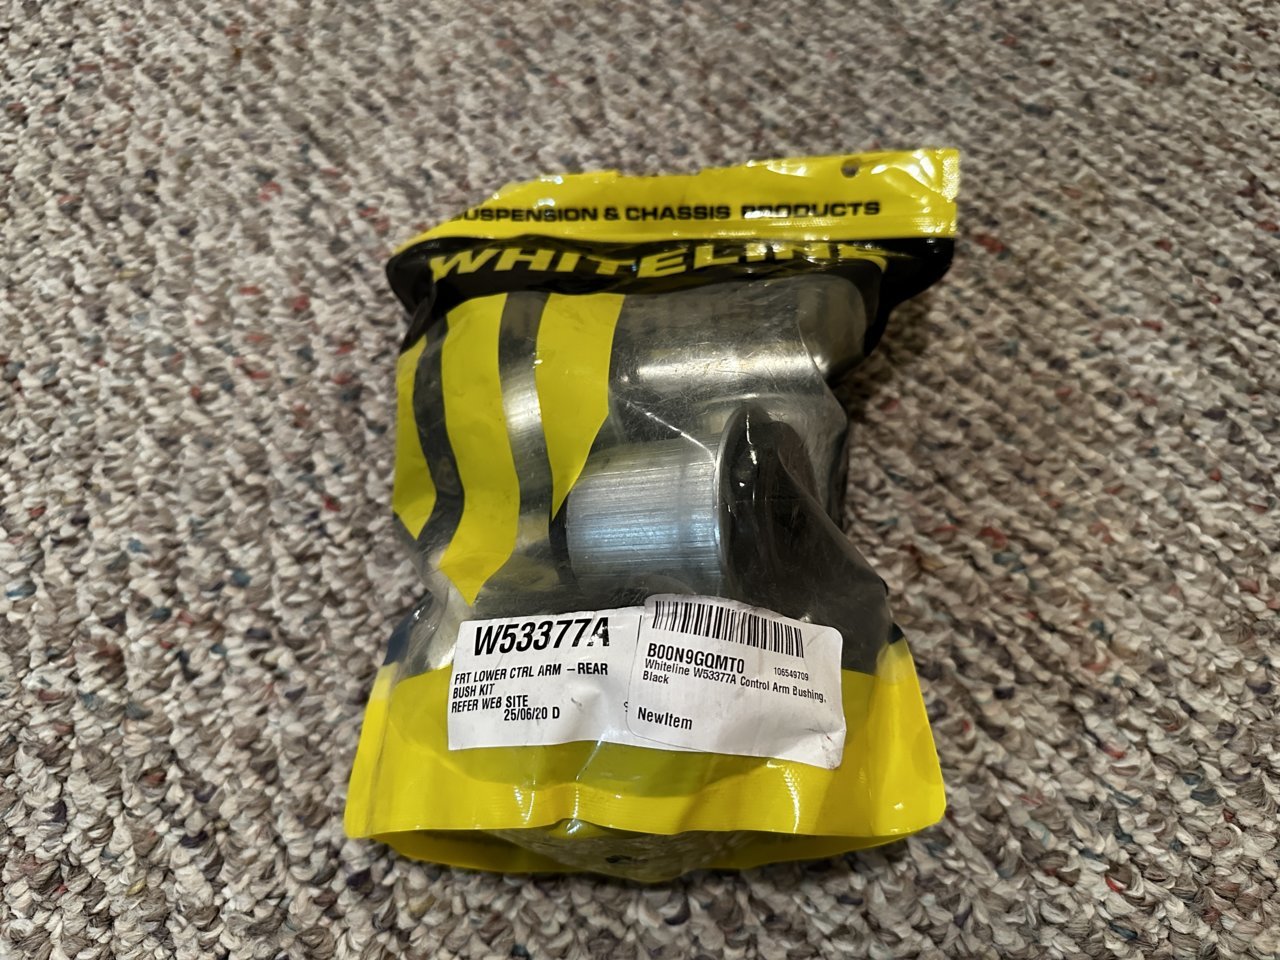 SUSPENSION & CHASSIS PRODUCTS
WHITELINE
W53377A
FRT LOWER CTRL ARM – REAR
BUSH KIT
REFER WEB SITE
25/06/20 D
B00N9GQMT0
106549709
Whiteline W53377A Control Arm Bushing,
Black
NewItem